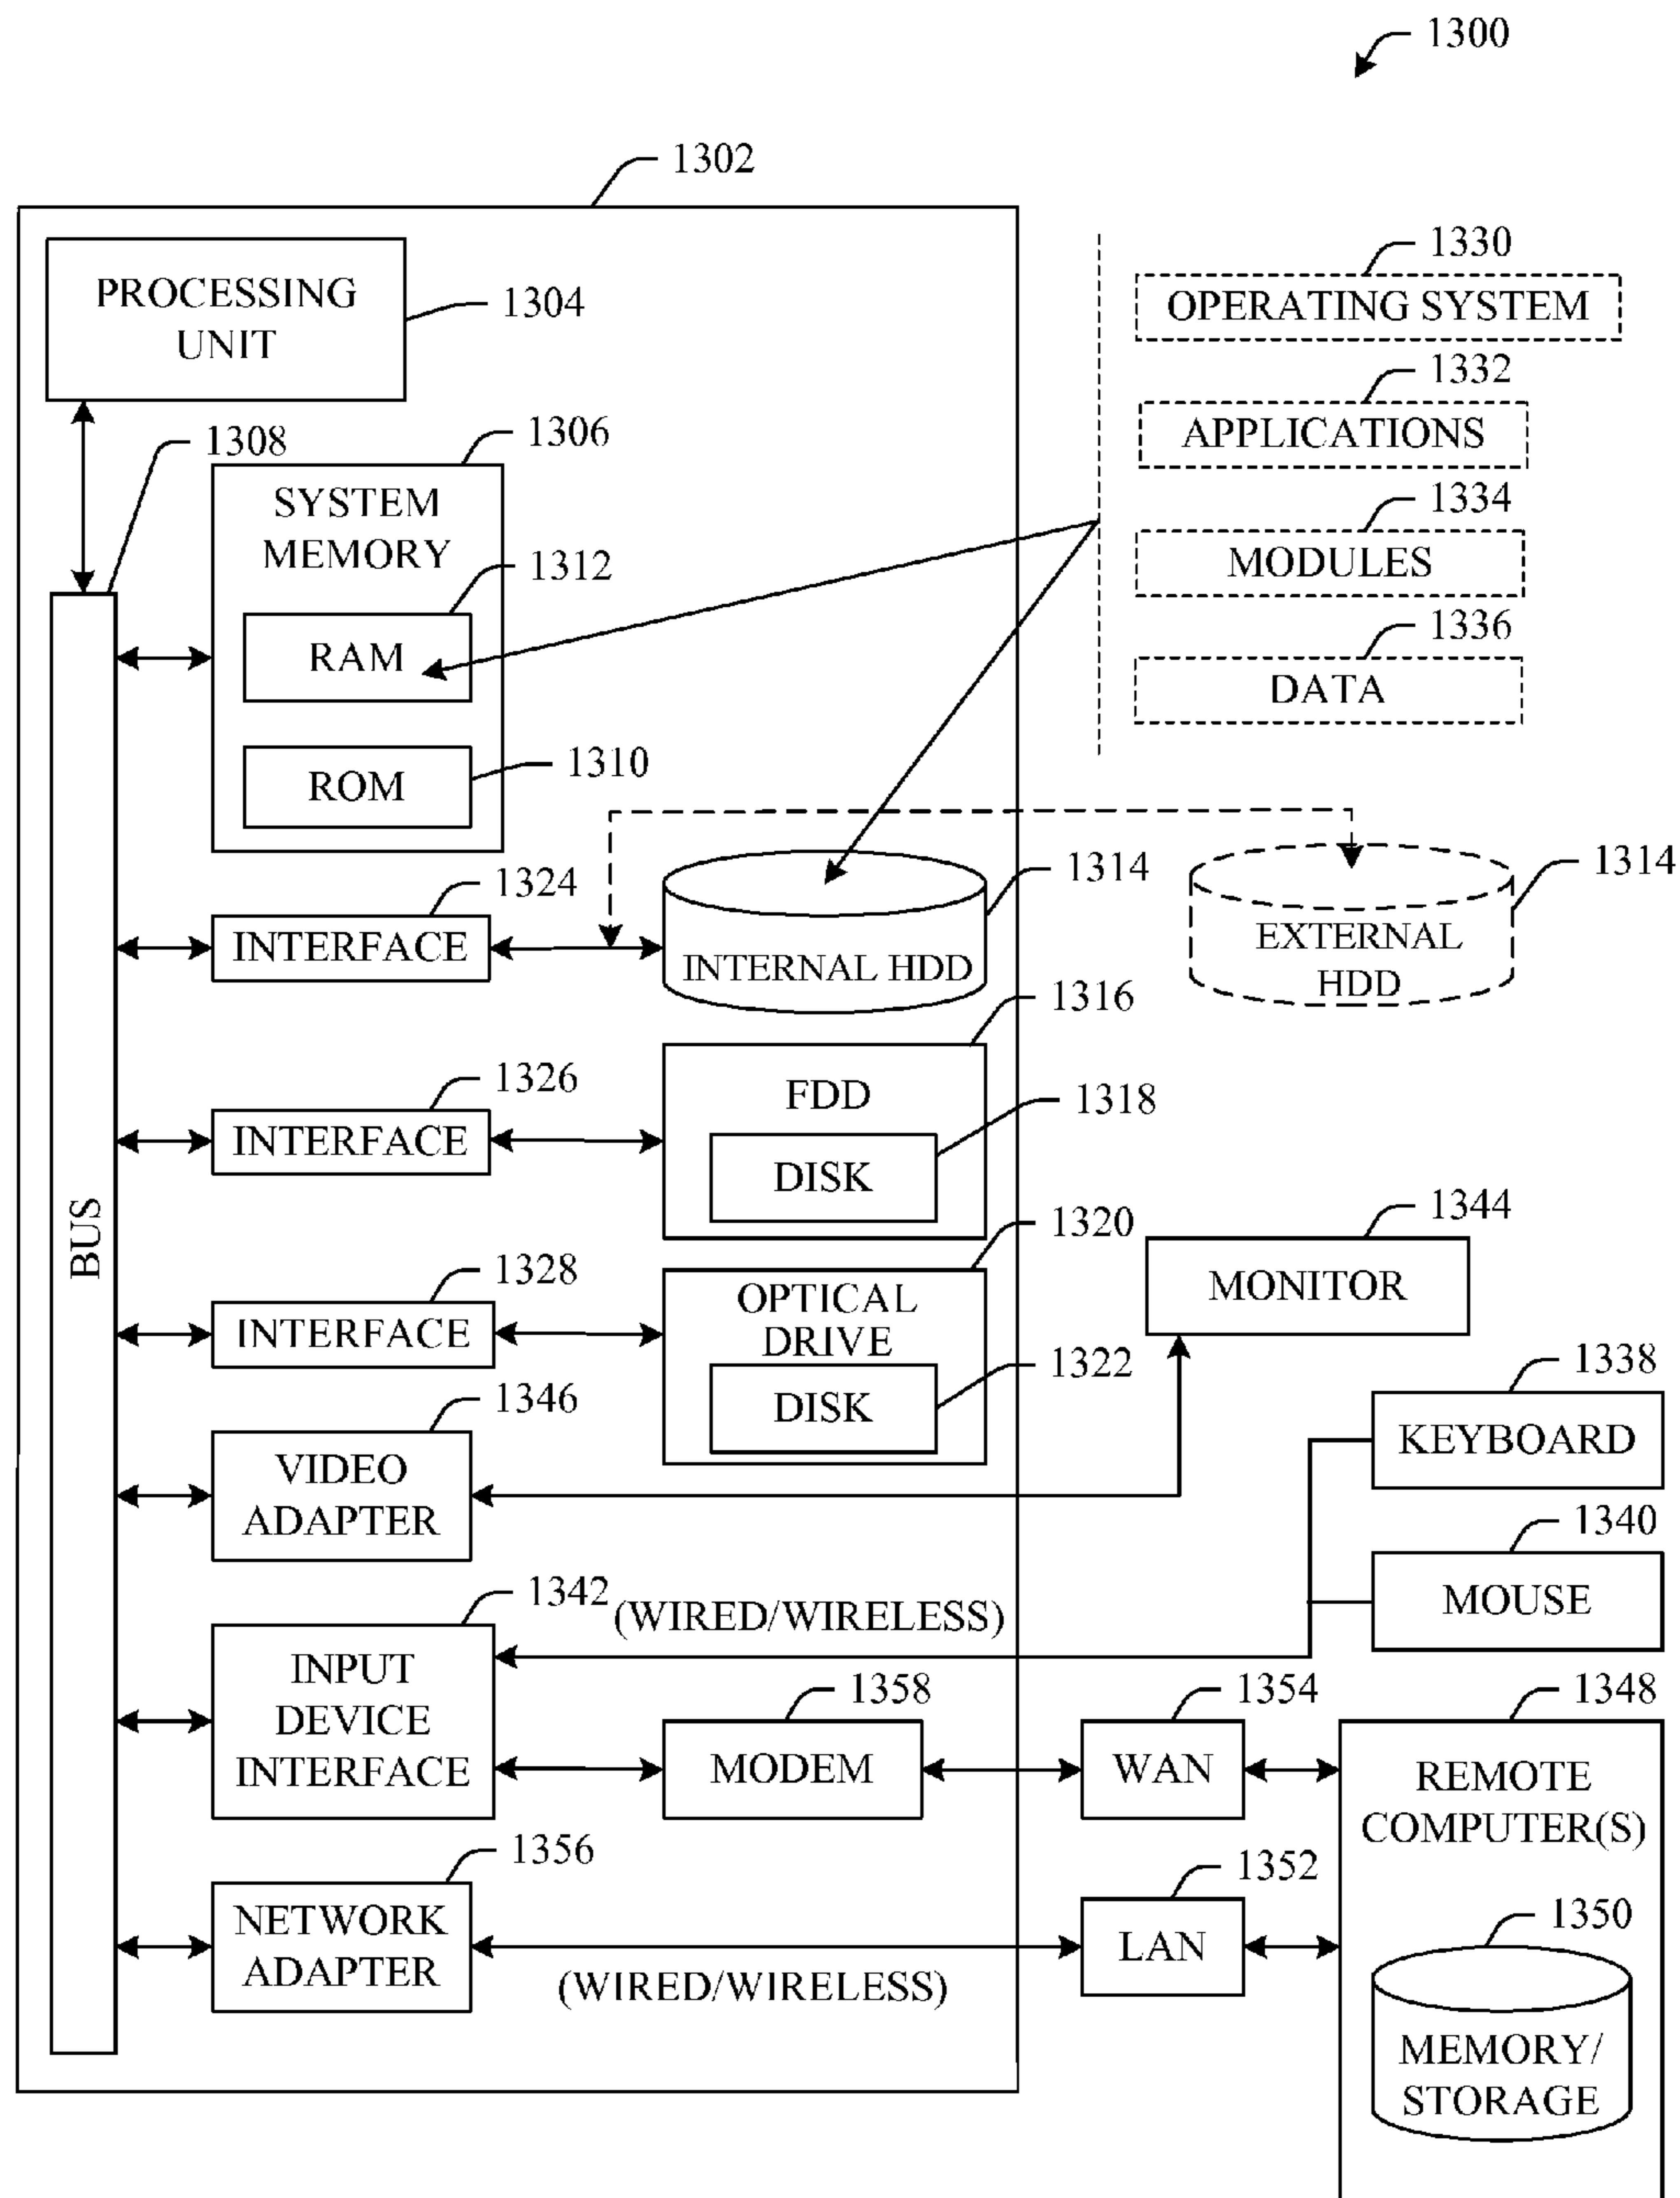 1300
1302
PROCESSING
UNIT
1304
1330
OPERATING SYSTEM
1332
APPLICATIONS
1334
MODULES
1336
DATA
1308
1306
SYSTEM
MEMORY
1312
RAM
1310
ROM
1324
INTERFACE
1314
INTERNAL HDD
1314
EXTERNAL
HDD
1316
FDD
1318
DISK
1326
INTERFACE
BUS
1320
OPTICAL
DRIVE
1322
DISK
1328
INTERFACE
1344
MONITOR
1346
VIDEO
ADAPTER
1338
KEYBOARD
1340
MOUSE
1342
(WIRED/WIRELESS)
INPUT
DEVICE
INTERFACE
1358
MODEM
1354
WAN
1348
REMOTE
COMPUTER(S)
1356
NETWORK
ADAPTER
(WIRED/WIRELESS)
1352
LAN
1350
MEMORY/
STORAGE